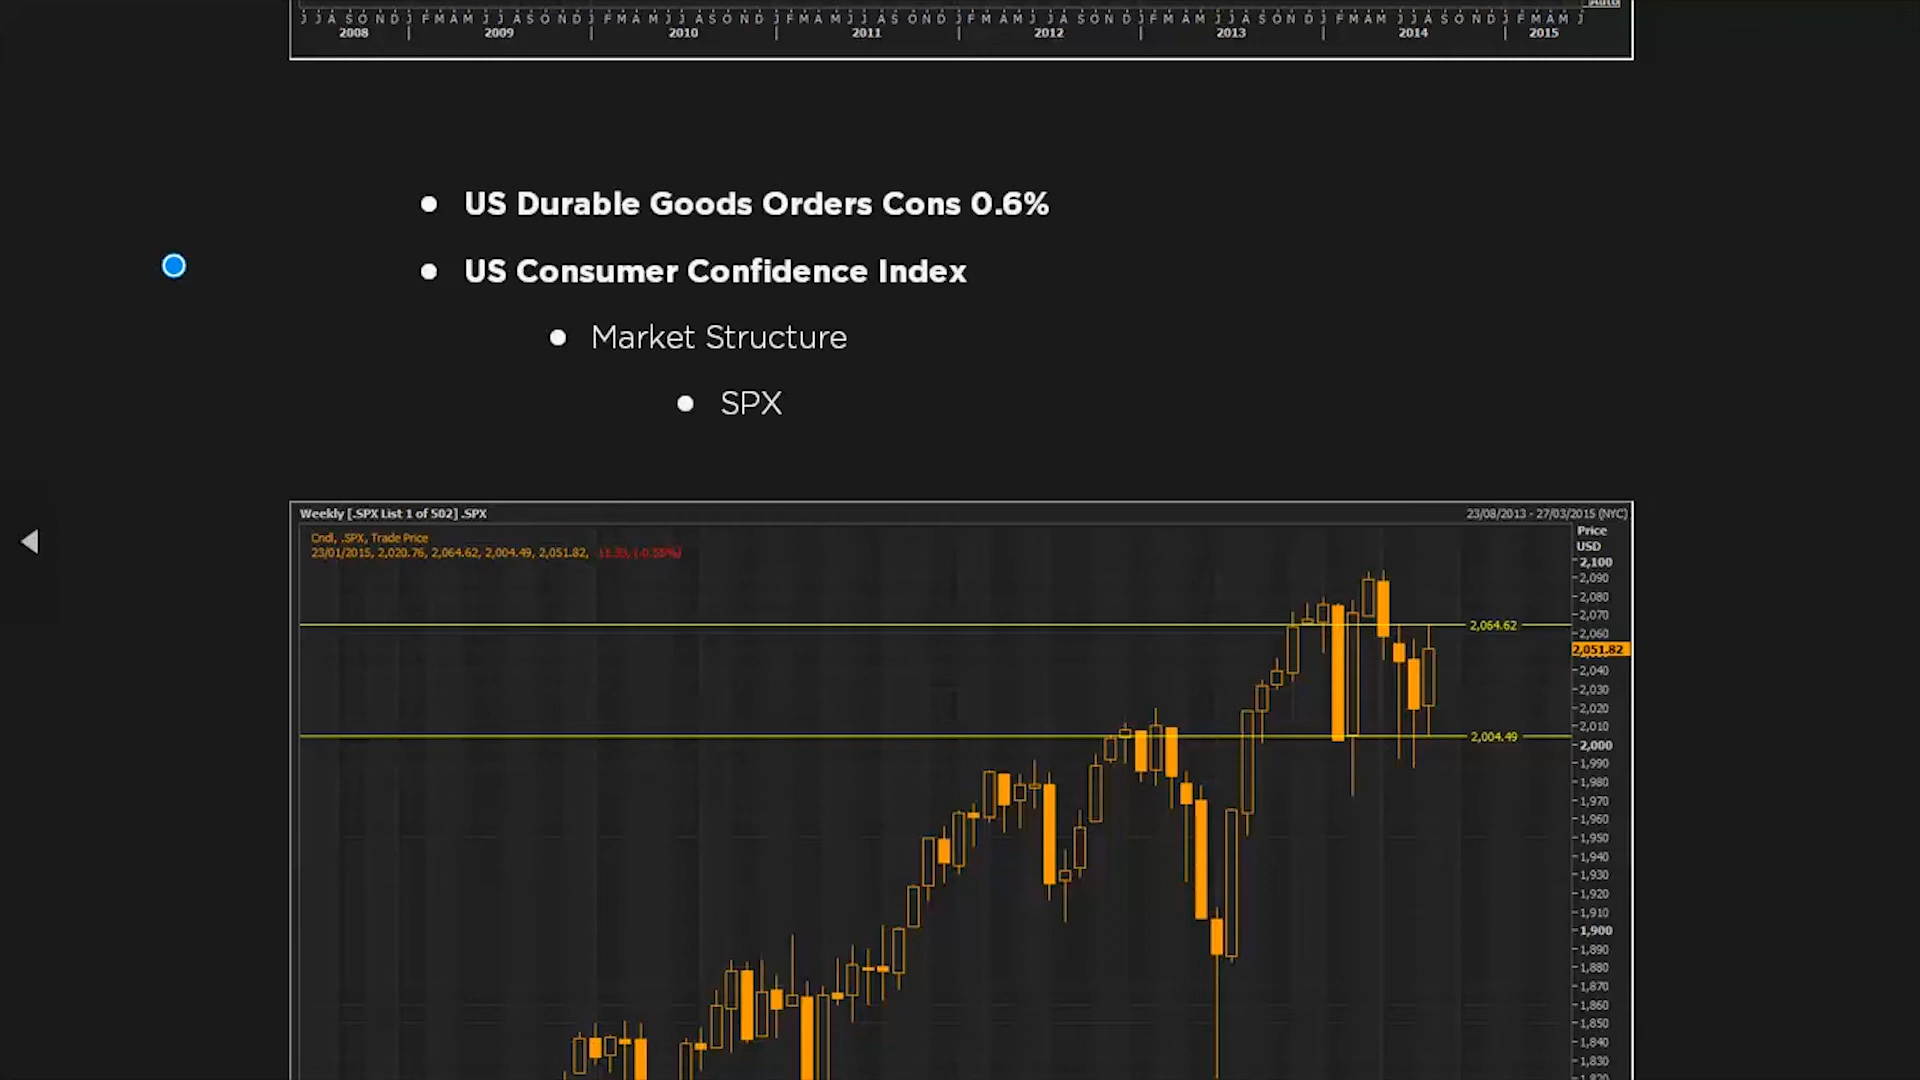 Auto
J J A S O N D J F M A M J J A S O N D J F M A M J J A S O N D J F M A M J J A S O N D J F M A M J J A S O N D J F M A M J J A S O N D J F M A M J J A S O N D J F M A M J
2008 2009 2010 2011 2012 2013 2014 2015
US Durable Goods Orders Cons 0.6%
US Consumer Confidence Index
Market Structure
SPX
Weekly [.SPX List 1 of 502] .SPX 23/08/2013 - 27/03/2015 (NYC)
Cndl, .SPX, Trade Price
23/01/2015, 2,020.76, 2,064.62, 2,004.49, 2,051.82, (-0.55%)
Price
USD
2,100
2,090
2,080
2,070
2,064.62
2,060
2,051.82
2,040
2,030
2,020
2,010
2,004.49
2,000
1,990
1,980
1,970
1,960
1,950
1,940
1,930
1,920
1,910
1,900
1,890
1,880
1,870
1,860
1,850
1,840
1,830